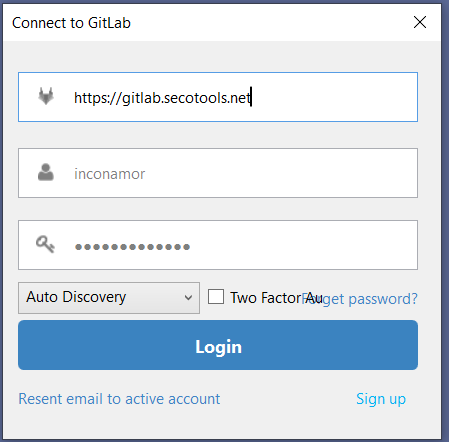 Connect to GitLab
https://gitlab.secotools.net
inconamor
●●●●●●●●●●●●●
Auto Discovery
Two Factor Au
Forget password?
Login
Resent email to active account
Sign up